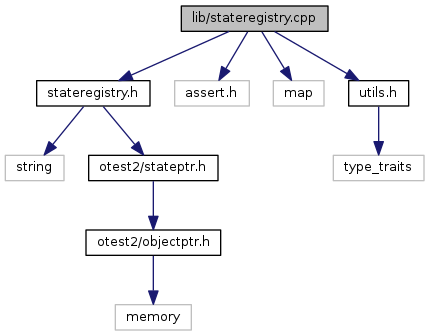 lib/stateregistry.cpp
stateregistry.h
assert.h
map
utils.h
string
otest2/stateptr.h
type_traits
otest2/objectptr.h
memory